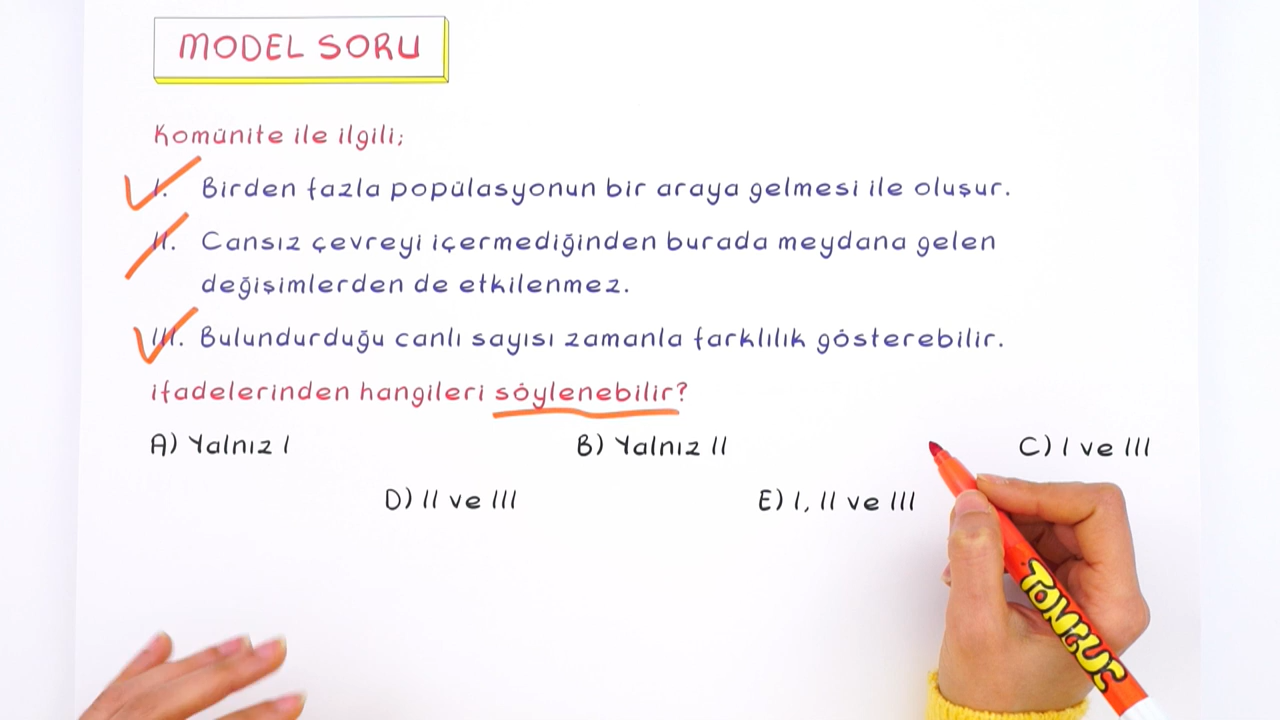 MODEL SORU
Komünite ile ilgili;
I. Birden fazla popülasyonun bir araya gelmesi ile oluşur.
II. Cansız çevreyi içermediğinden burada meydana gelen
değişimlerden de etkilenmez.
III. Bulundurduğu canlı sayısı zamanla farklılık gösterebilir.
ifadelerinden hangileri söylenebilir?
A) Yalnız I B) Yalnız II C) I ve III
D) II ve III E) I, II ve III
TONGUÇ